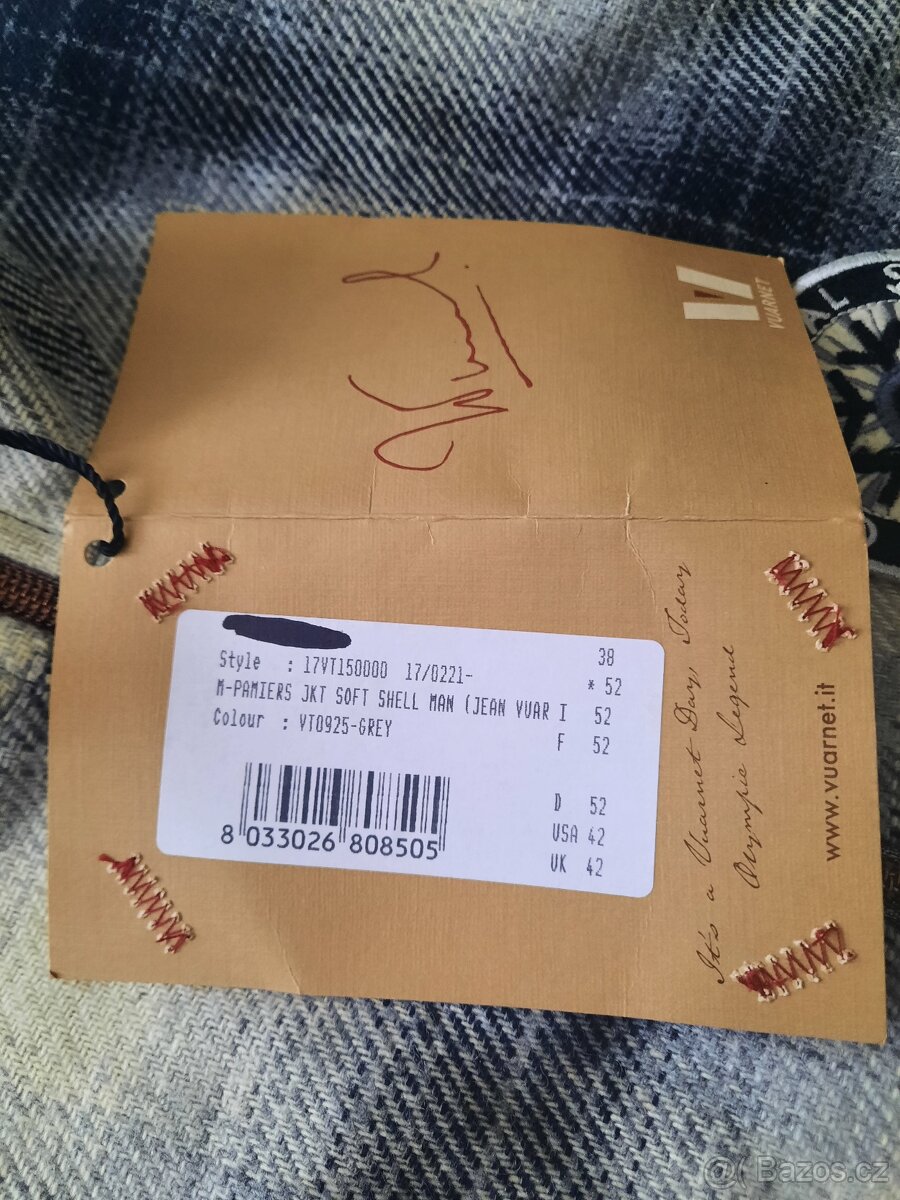 VUARNET
Style : 17VT150000 17/0221- 38
* 52
M-PAMIERS JKT SOFT SHELL MAN (JEAN VUAR I 52
Colour : VT0925-GREY F 52
D 52
USA 42
UK 42
8 033026 808505
It's a Vuarnet Day, Today
Olympic Legend
www.vuarnet.it
Bazos.cz